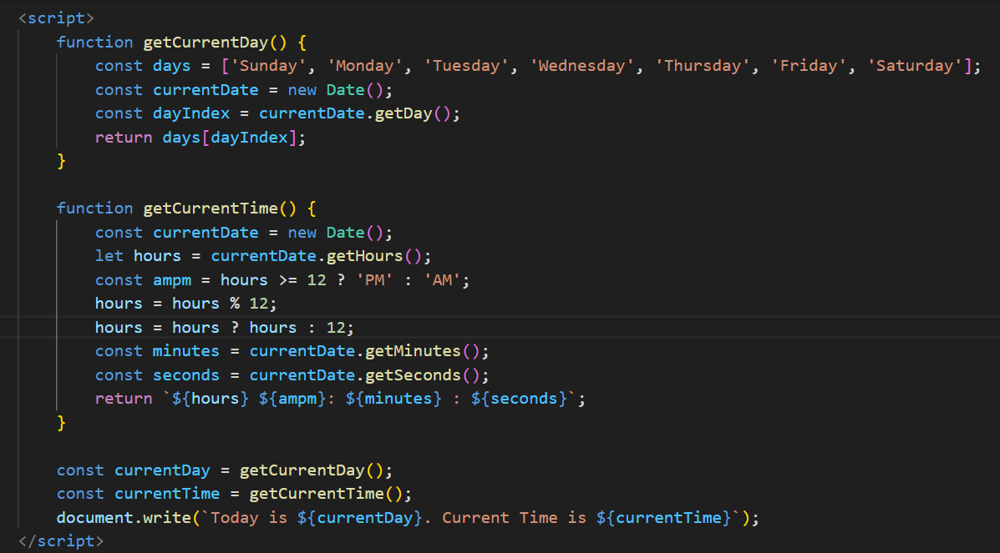 <script>
    function getCurrentDay() {
        const days = ['Sunday', 'Monday', 'Tuesday', 'Wednesday', 'Thursday', 'Friday', 'Saturday'];
        const currentDate = new Date();
        const dayIndex = currentDate.getDay();
        return days[dayIndex];
    }

    function getCurrentTime() {
        const currentDate = new Date();
        let hours = currentDate.getHours();
        const ampm = hours >= 12 ? 'PM' : 'AM';
        hours = hours % 12;
        hours = hours ? hours : 12;
        const minutes = currentDate.getMinutes();
        const seconds = currentDate.getSeconds();
        return `${hours} ${ampm}: ${minutes} : ${seconds}`;
    }

    const currentDay = getCurrentDay();
    const currentTime = getCurrentTime();
    document.write(`Today is ${currentDay}. Current Time is ${currentTime}`);
</script>